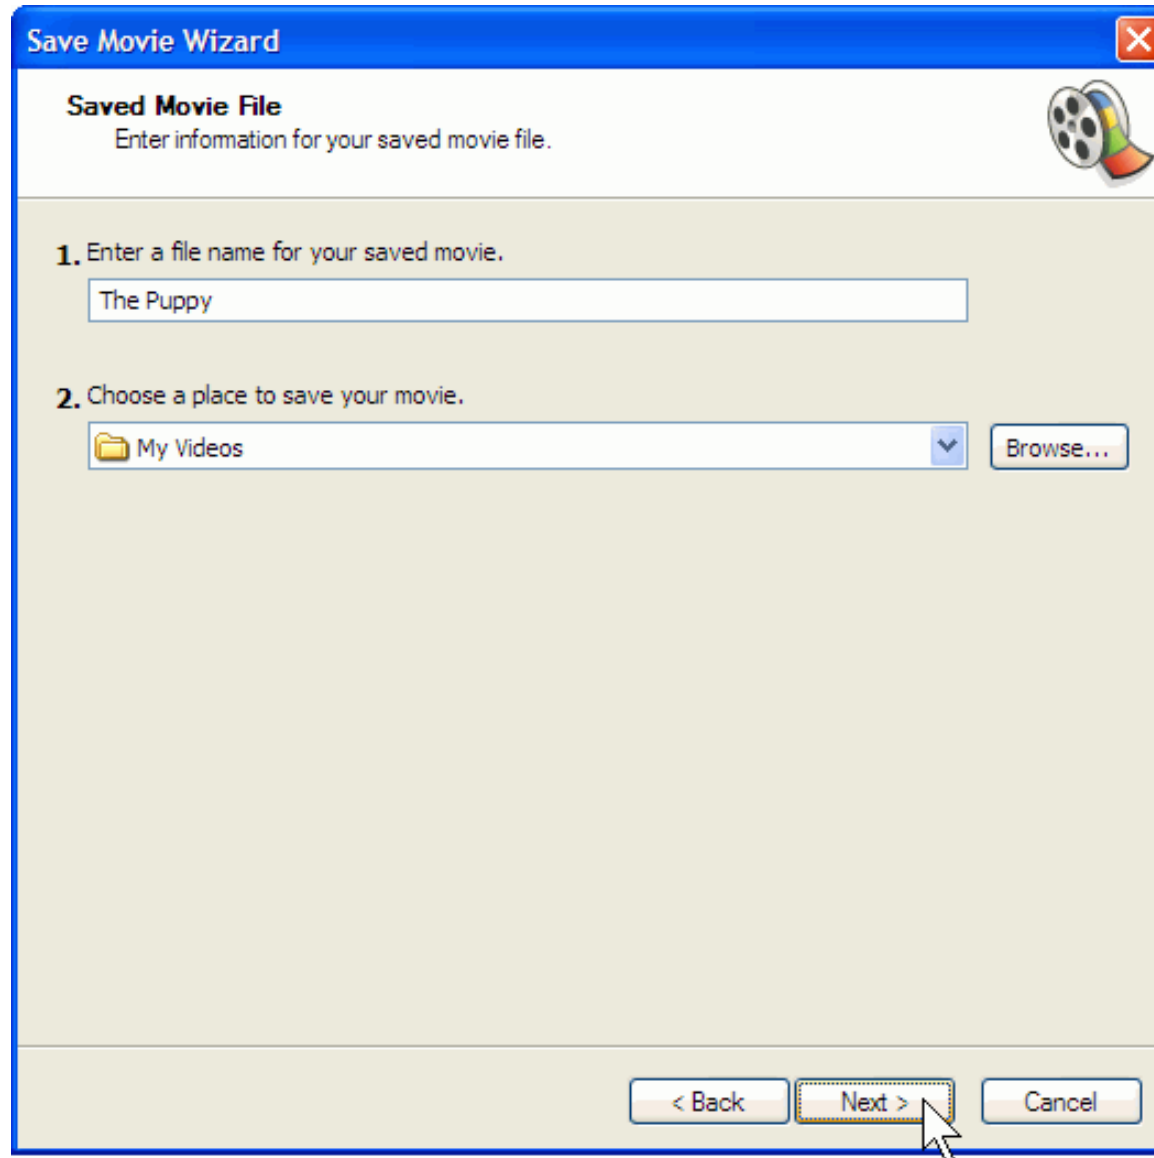 Save Movie Wizard
Saved Movie File
Enter information for your saved movie file.
1. Enter a file name for your saved movie.
The Puppy
2. Choose a place to save your movie.
My Videos
Browse...
< Back
Next >
Cancel